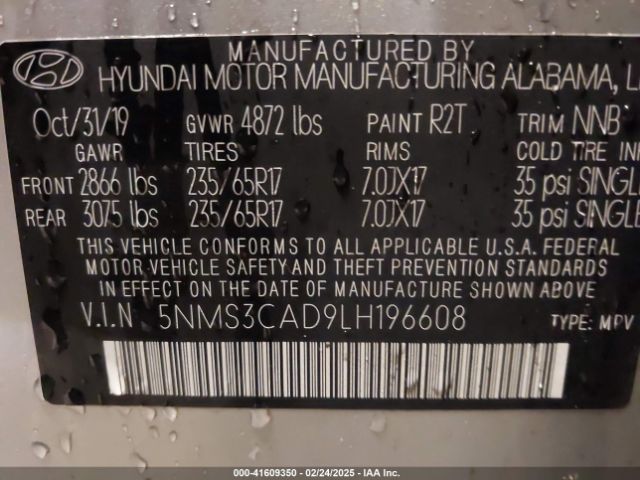 MANUFACTURED BY
HYUNDAI MOTOR MANUFACTURING ALABAMA,
Oct/31/19 GVWR 4872 lbs PAINT R2T TRIM NNB
GAWR TIRES RIMS COLD TIRE
FRONT 2866 lbs 235/65R17 7.0JX17 35 psi SINGLE
REAR 3075 lbs 235/65R17 7.0JX17 35 psi SINGLE
THIS VEHICLE CONFORMS TO ALL APPLICABLE U.S.A. FEDERAL
MOTOR VEHICLE SAFETY AND THEFT PREVENTION STANDARDS
IN EFFECT ON THE DATE OF MANUFACTURE SHOWN ABOVE.
V.I.N 5NMS3CAD9LH196608 TYPE: MPV
000-41609350 - 02/24/2025 - IAA Inc.